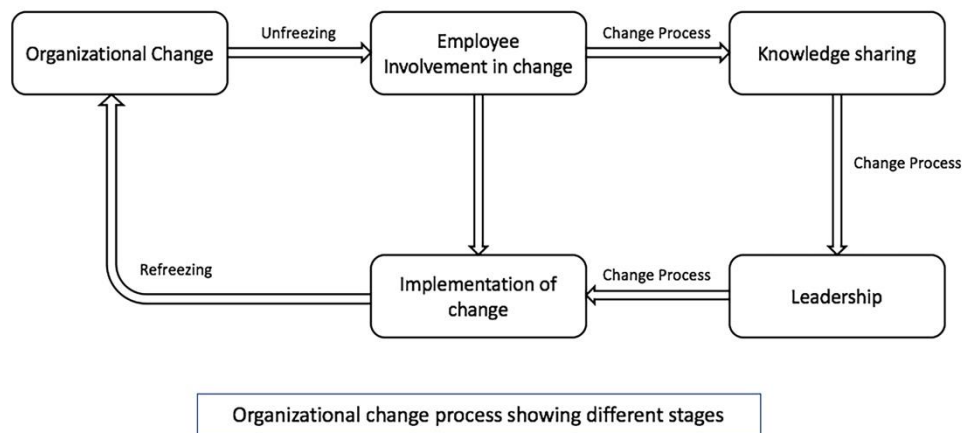 Unfreezing
Employee
Change Process
Organizational Change
Involvement in change
Knowledge sharing
Change Process
Refreezing
Implementation of
change
Change Process
Leadership
Organizational change process showing different stages